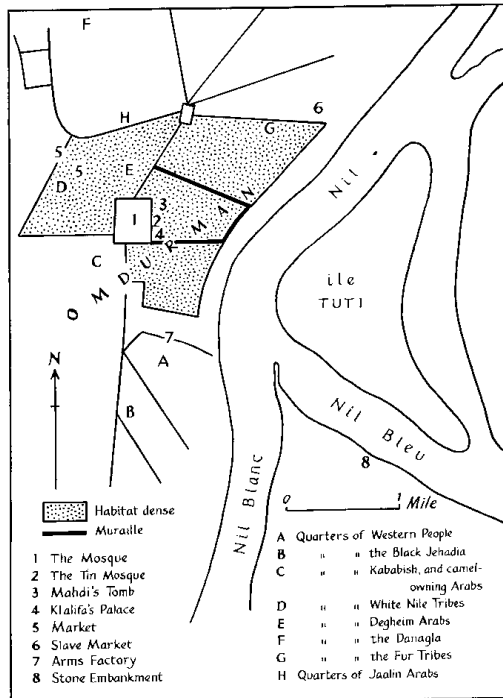 F
6
H
G
5
5
E
D
3
1
2
4
C
OMDURMAN
Nil
ile
TUTI
7
A
N
B
Nil Blanc
Nil Bleu
8
0 1
Mile
Habitat dense
Muraille
1 The Mosque
2 The Tin Mosque
3 Mahdi's Tomb
4 Klalifa's Palace
5 Market
6 Slave Market
7 Arms Factory
8 Stone Embankment
A Quarters of Western People
B " " the Black Jehadia
C " " Kababish, and camel-
owning Arabs
D " " White Nile Tribes
E " " Degheim Arabs
F " " the Danagla
G " " the Fur Tribes
H Quarters of Jaalin Arabs